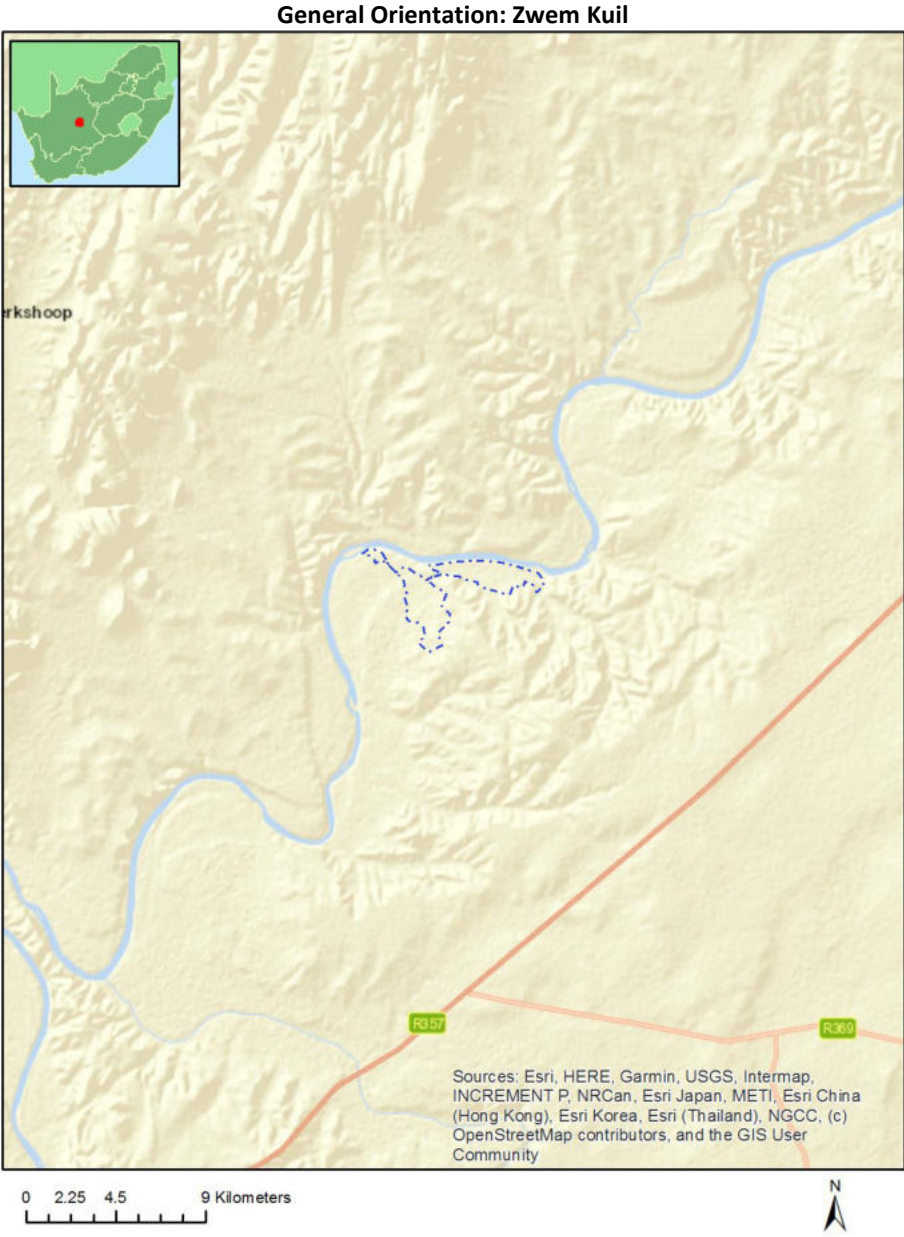 General Orientation: Zwem Kuil
erkshoop
R357
R369
Sources: Esri, HERE, Garmin, USGS, Intermap,
INCREMENT P, NRCan, Esri Japan, METI, Esri China
(Hong Kong), Esri Korea, Esri (Thailand), NGCC, (c)
OpenStreetMap contributors, and the GIS User
Community
0 2.25 4.5 9 Kilometers
N